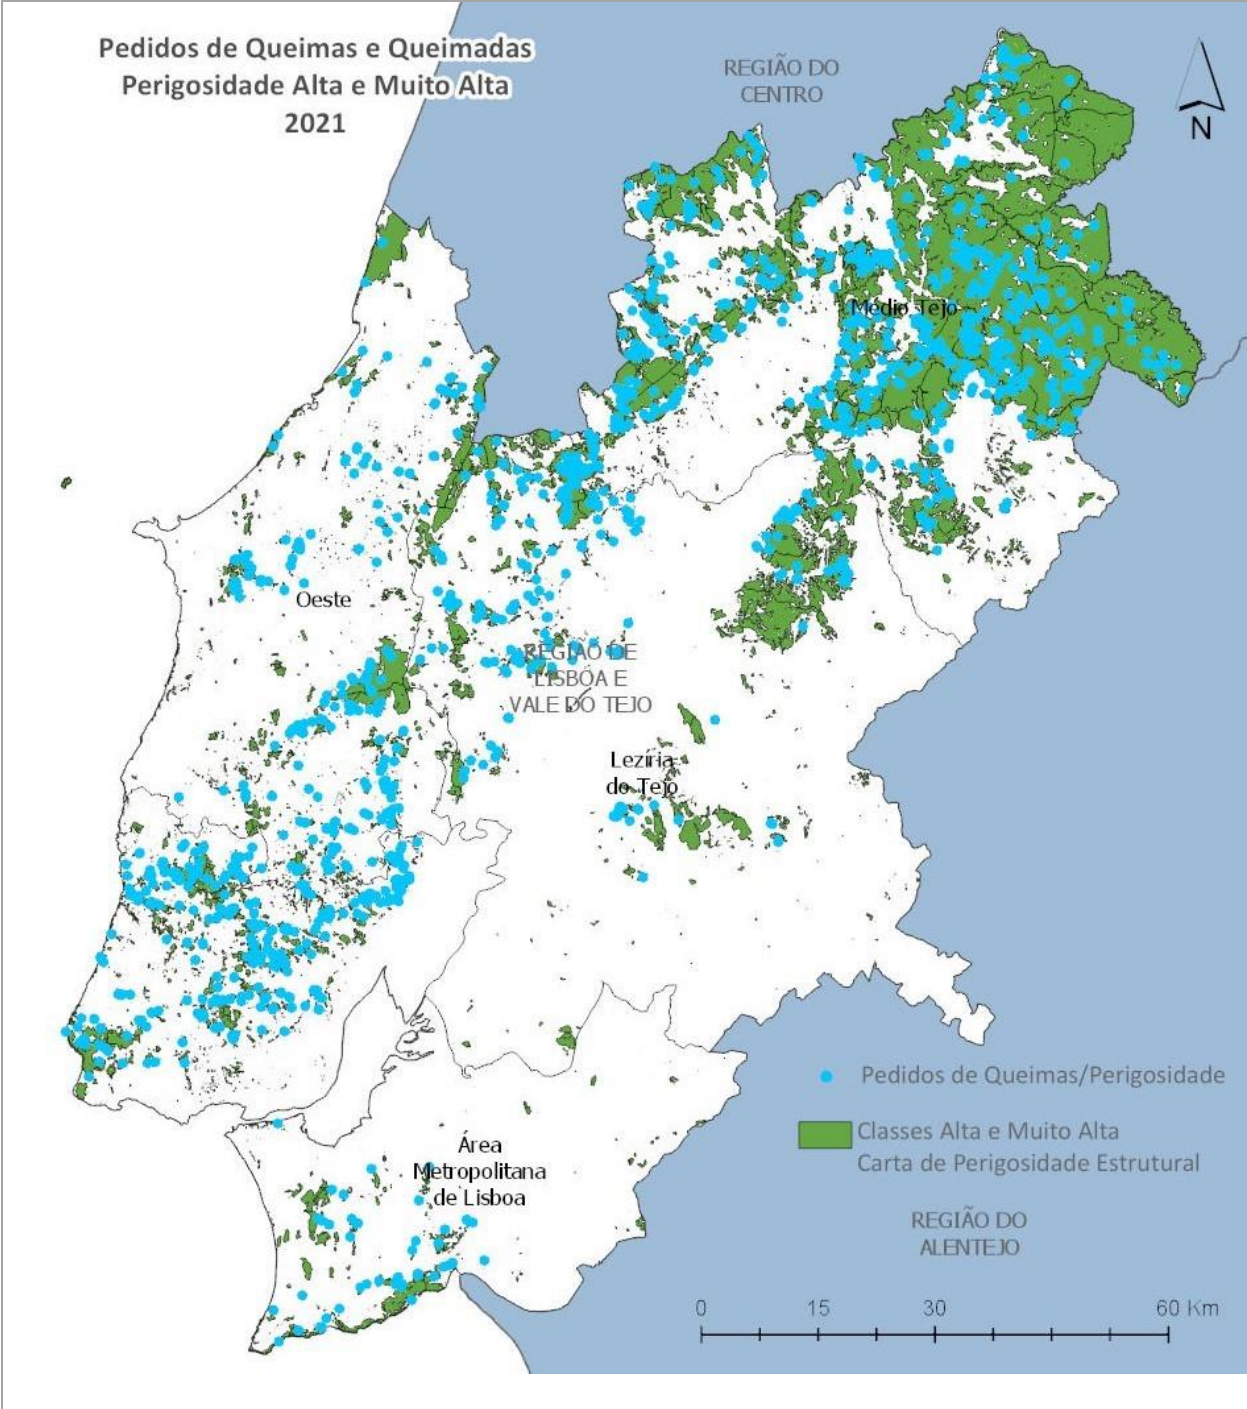 Pedidos de Queimas e Queimadas
Perigosidade Alta e Muito Alta
2021
REGIÃO DO
CENTRO
N
Médio Tejo
Oeste
REGIÃO DE
LISBOA E
VALE DO TEJO
Lezíria
do Tejo
Pedidos de Queimas/Perigosidade
Classes Alta e Muito Alta
Carta de Perigosidade Estrutural
Área
Metropolitana
de Lisboa
REGIÃO DO
ALENTEJO
0 15 30 60 Km